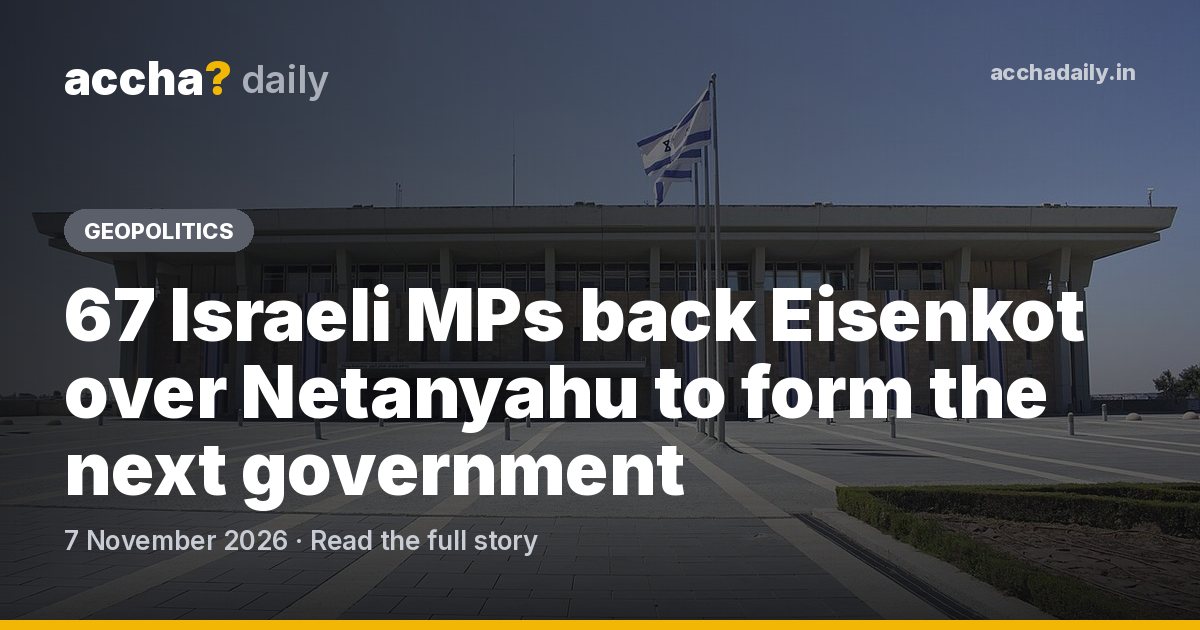 accha? daily
acchadaily.in
GEOPOLITICS
67 Israeli MPs back Eisenkot
over Netanyahu to form the
next government
7 November 2026 · Read the full story